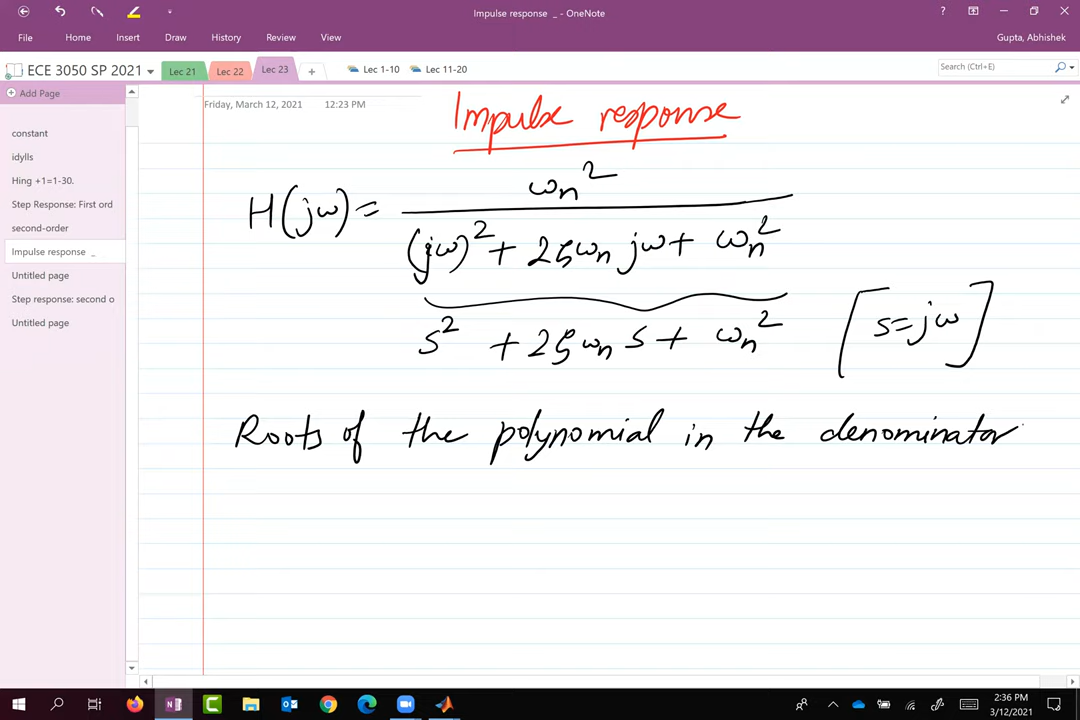 Impulse response _ - OneNote
?
File Home Insert Draw History Review View
Gupta, Abhishek
ECE 3050 SP 2021 Lec 21 Lec 22 Lec 23 + Lec 1-10 Lec 11-20
Search (Ctrl+E)
Add Page
constant
idylls
Hing +1=1-30.
Step Response: First ord
second-order
Impulse response _
Untitled page
Step response: second o
Untitled page
Friday, March 12, 2021 12:23 PM
Impulse response
H(jω) = ωn²
(jω)² + 2ζωn jω + ωn²
s² + 2ζωn s + ωn² [s=jω]
Roots of the polynomial in the denominator
2:36 PM
3/12/2021